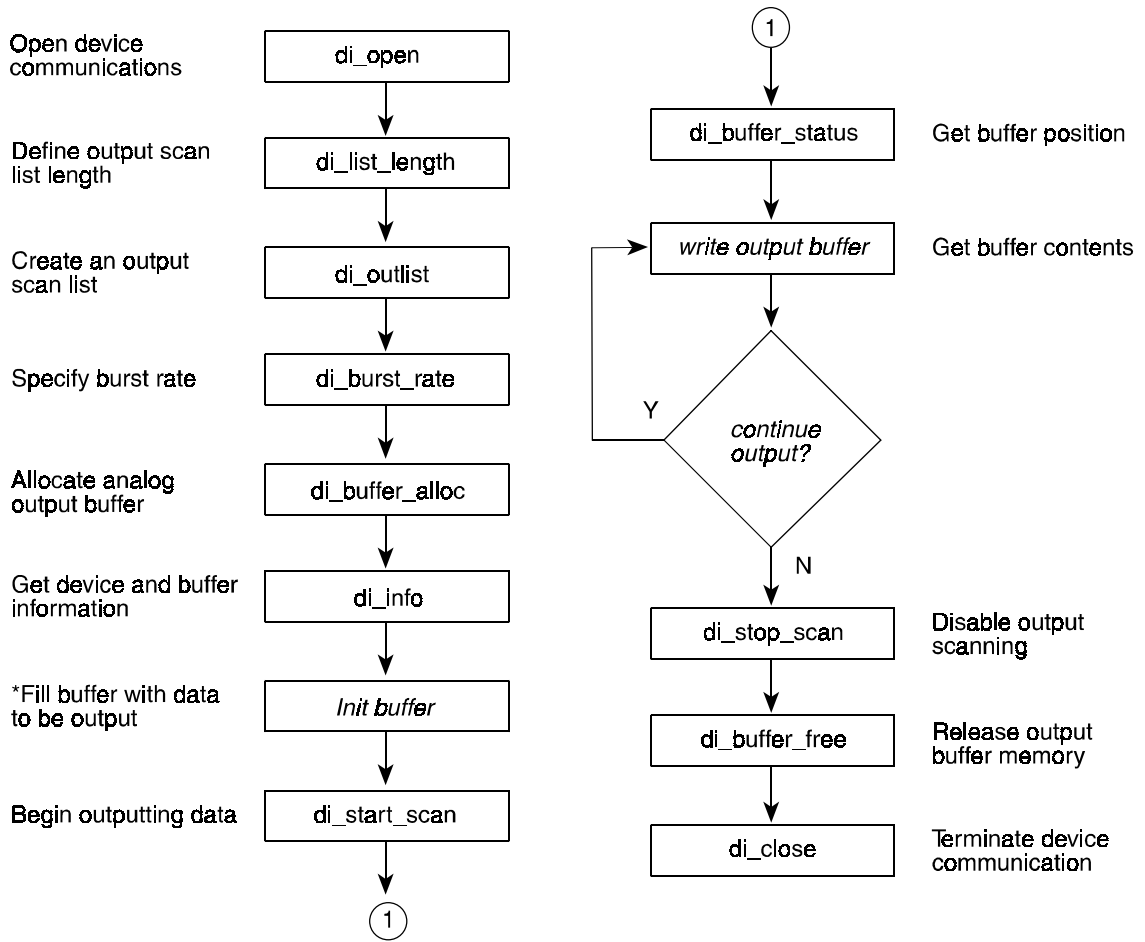 Open device
communications
di_open
Define output scan
list length
di_list_length
Create an output
scan list
di_outlist
Specify burst rate
di_burst_rate
Allocate analog
output buffer
di_buffer_alloc
Get device and buffer
information
di_info
*Fill buffer with data
to be output
Init buffer
Begin outputting data
di_start_scan
1
1
di_buffer_status
Get buffer position
write output buffer
Get buffer contents
Y
continue
output?
N
di_stop_scan
Disable output
scanning
di_buffer_free
Release output
buffer memory
di_close
Terminate device
communication